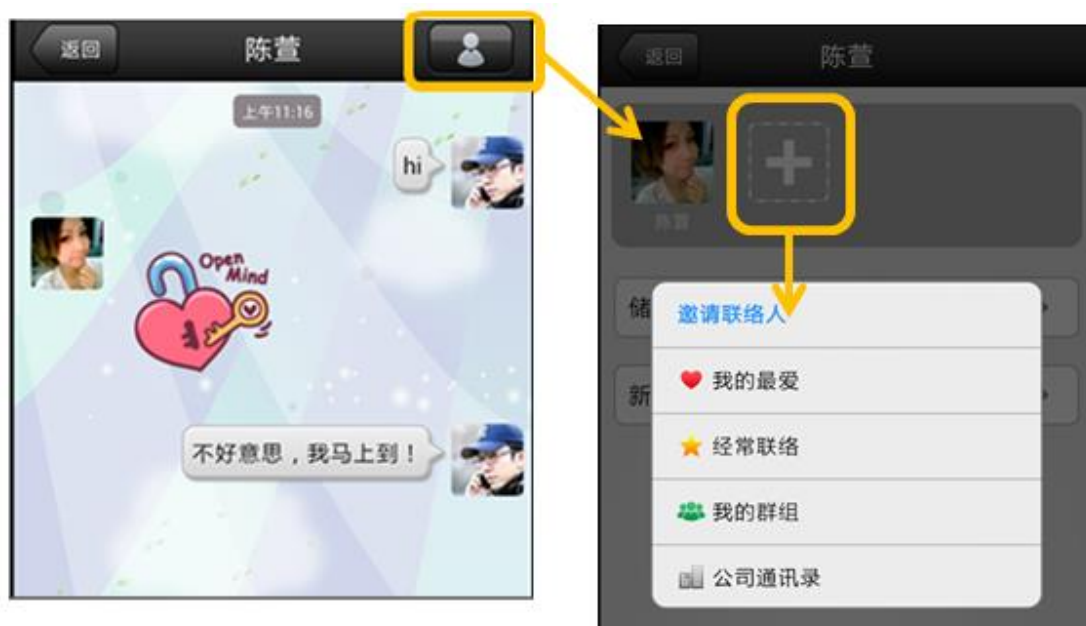 返回
陈萱
上午11:16
hi
Open
Mind
不好意思，我马上到！
返回
陈萱
陈萱
储
邀请联络人
新
我的最爱
经常联络
我的群组
公司通讯录